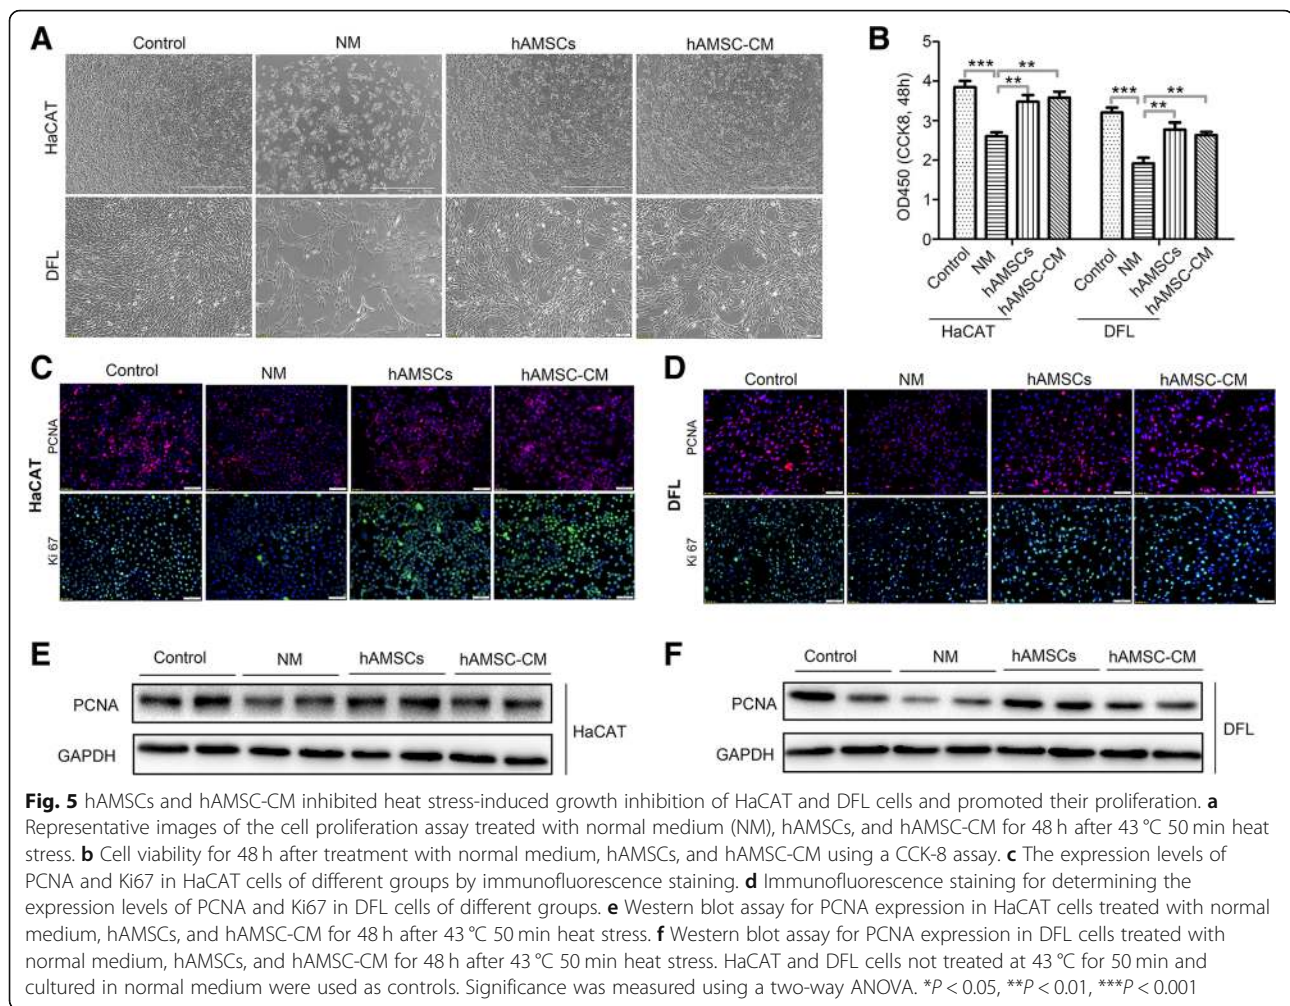 A
Control
NM
hAMSCs
hAMSC-CM
HaCAT
DFL
B
OD450 (CCK8, 48h)
5
4
3
2
1
0
***
**
**
***
**
**
Control
NM
hAMSCs
hAMSC-CM
Control
NM
hAMSCs
hAMSC-CM
HaCAT
DFL
C
Control
NM
hAMSCs
hAMSC-CM
HaCAT
PCNA
Ki 67
D
Control
NM
hAMSCs
hAMSC-CM
DFL
PCNA
Ki 67
E
Control
NM
hAMSCs
hAMSC-CM
PCNA
GAPDH
HaCAT
F
Control
NM
hAMSCs
hAMSC-CM
PCNA
GAPDH
DFL
Fig. 5 hAMSCs and hAMSC-CM inhibited heat stress-induced growth inhibition of HaCAT and DFL cells and promoted their proliferation. a
Representative images of the cell proliferation assay treated with normal medium (NM), hAMSCs, and hAMSC-CM for 48 h after 43 °C 50 min heat
stress. b Cell viability for 48 h after treatment with normal medium, hAMSCs, and hAMSC-CM using a CCK-8 assay. c The expression levels of
PCNA and Ki67 in HaCAT cells of different groups by immunofluorescence staining. d Immunofluorescence staining for determining the
expression levels of PCNA and Ki67 in DFL cells of different groups. e Western blot assay for PCNA expression in HaCAT cells treated with normal
medium, hAMSCs, and hAMSC-CM for 48 h after 43 °C 50 min heat stress. f Western blot assay for PCNA expression in DFL cells treated with
normal medium, hAMSCs, and hAMSC-CM for 48 h after 43 °C 50 min heat stress. HaCAT and DFL cells not treated at 43 °C for 50 min and
cultured in normal medium were used as controls. Significance was measured using a two-way ANOVA. *P < 0.05, **P < 0.01, ***P < 0.001